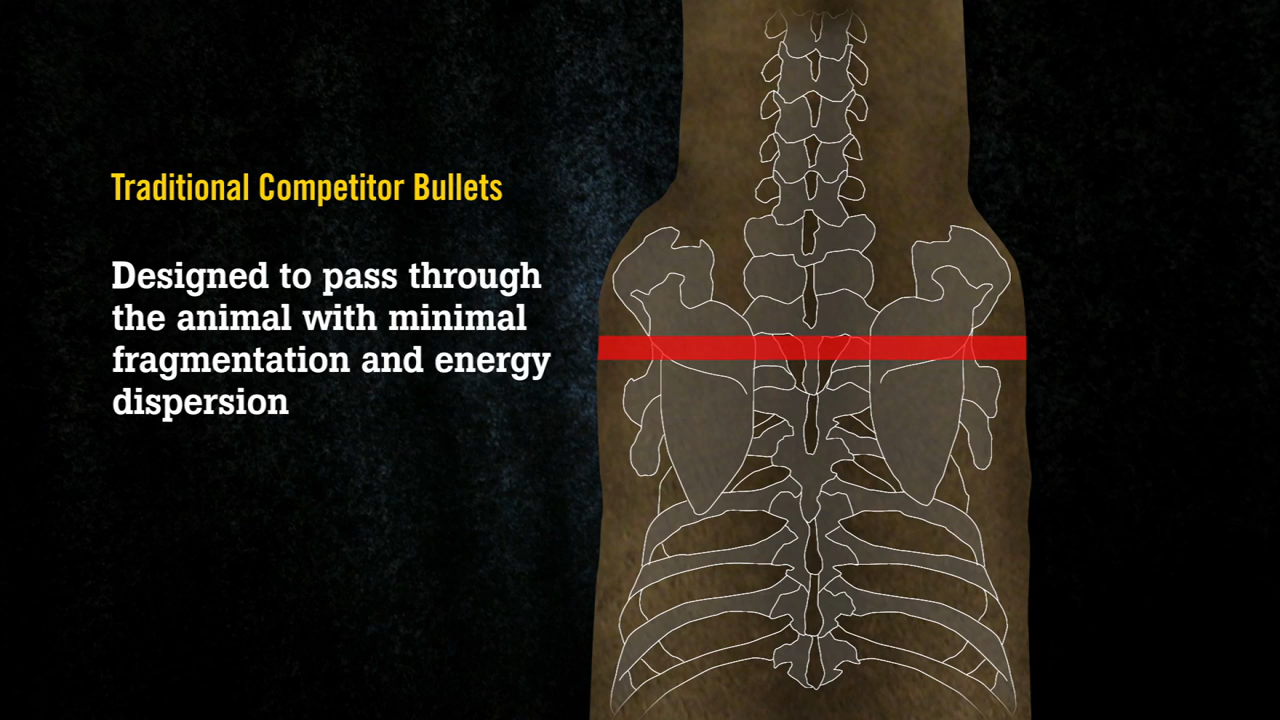 Traditional Competitor Bullets
Designed to pass through
the animal with minimal
fragmentation and energy
dispersion